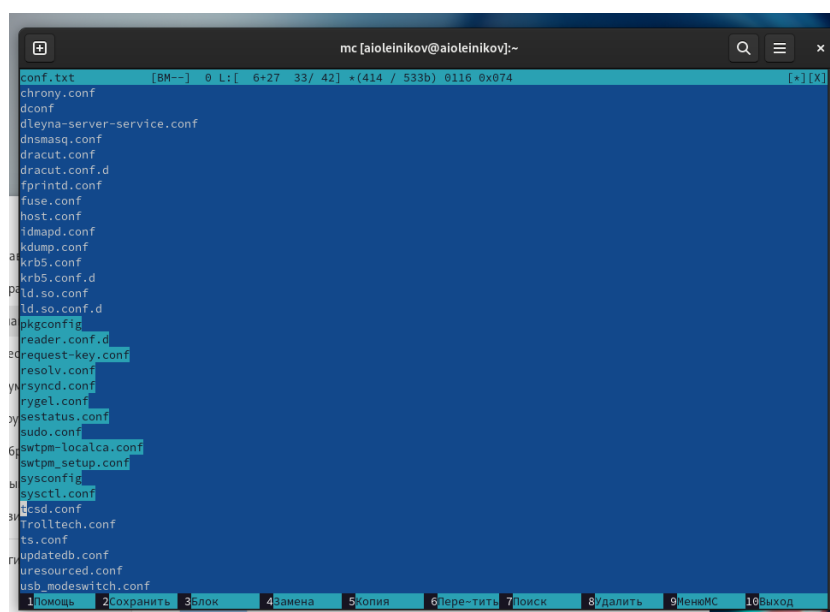 mc [aioleinikov@aioleinikov]:~
conf.txt [BM--] 0 L:[ 6+27 33/ 42] *(414 / 533b) 0116 0x074 [*][X]
chrony.conf
dconf
dleyna-server-service.conf
dnsmasq.conf
dracut.conf
dracut.conf.d
fprintd.conf
fuse.conf
host.conf
idmapd.conf
kdump.conf
krb5.conf
krb5.conf.d
ld.so.conf
ld.so.conf.d
pkgconfig
reader.conf.d
request-key.conf
resolv.conf
rsyncd.conf
rygel.conf
sestatus.conf
sudo.conf
swtpm-localca.conf
swtpm_setup.conf
sysconfig
sysctl.conf
tcsd.conf
Trolltech.conf
ts.conf
updatedb.conf
uresourced.conf
usb_modeswitch.conf
1Помощь 2Сохранить 3Блок 4Замена 5Копия 6Пере~тить 7Поиск 8Удалить 9МенюMC 10Выход